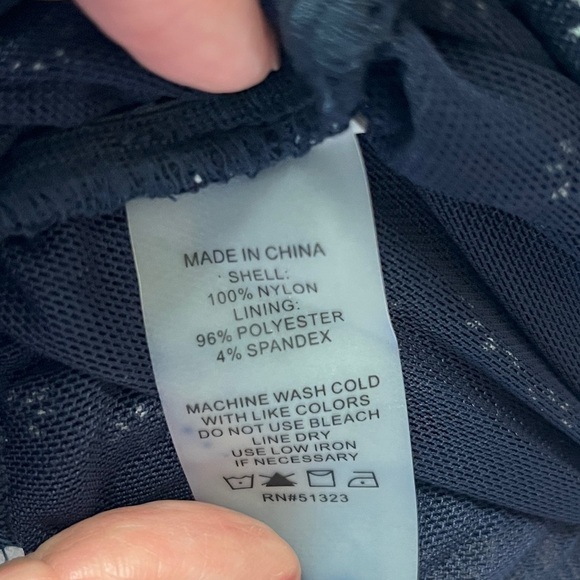 MADE IN CHINA
SHELL:
100% NYLON
LINING:
96% POLYESTER
4% SPANDEX
MACHINE WASH COLD
WITH LIKE COLORS
DO NOT USE BLEACH
LINE DRY
USE LOW IRON
IF NECESSARY
RN#51323